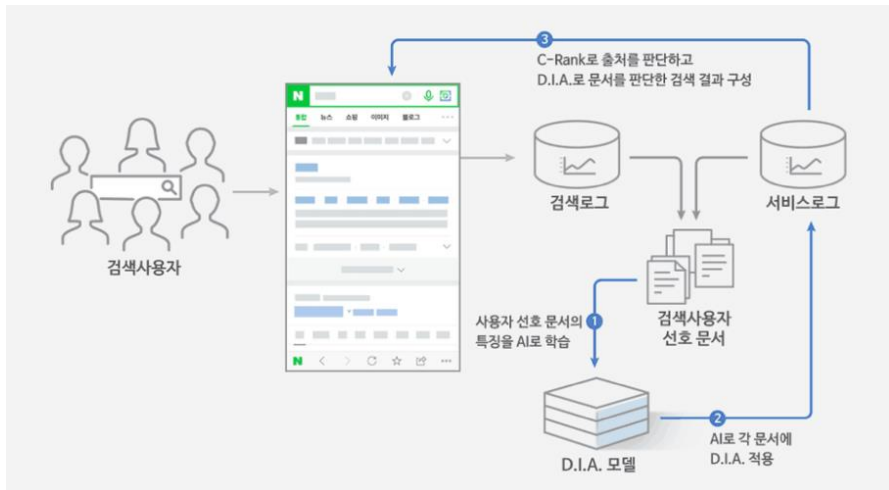 3
C-Rank로 출처를 판단하고
D.I.A.로 문서를 판단한 검색 결과 구성
N
통합 뉴스 쇼핑 이미지 블로그
검색사용자
검색로그
서비스로그
사용자 선호 문서의
특징을 AI로 학습
1
검색사용자
선호 문서
N
2
AI로 각 문서에
D.I.A. 적용
D.I.A. 모델